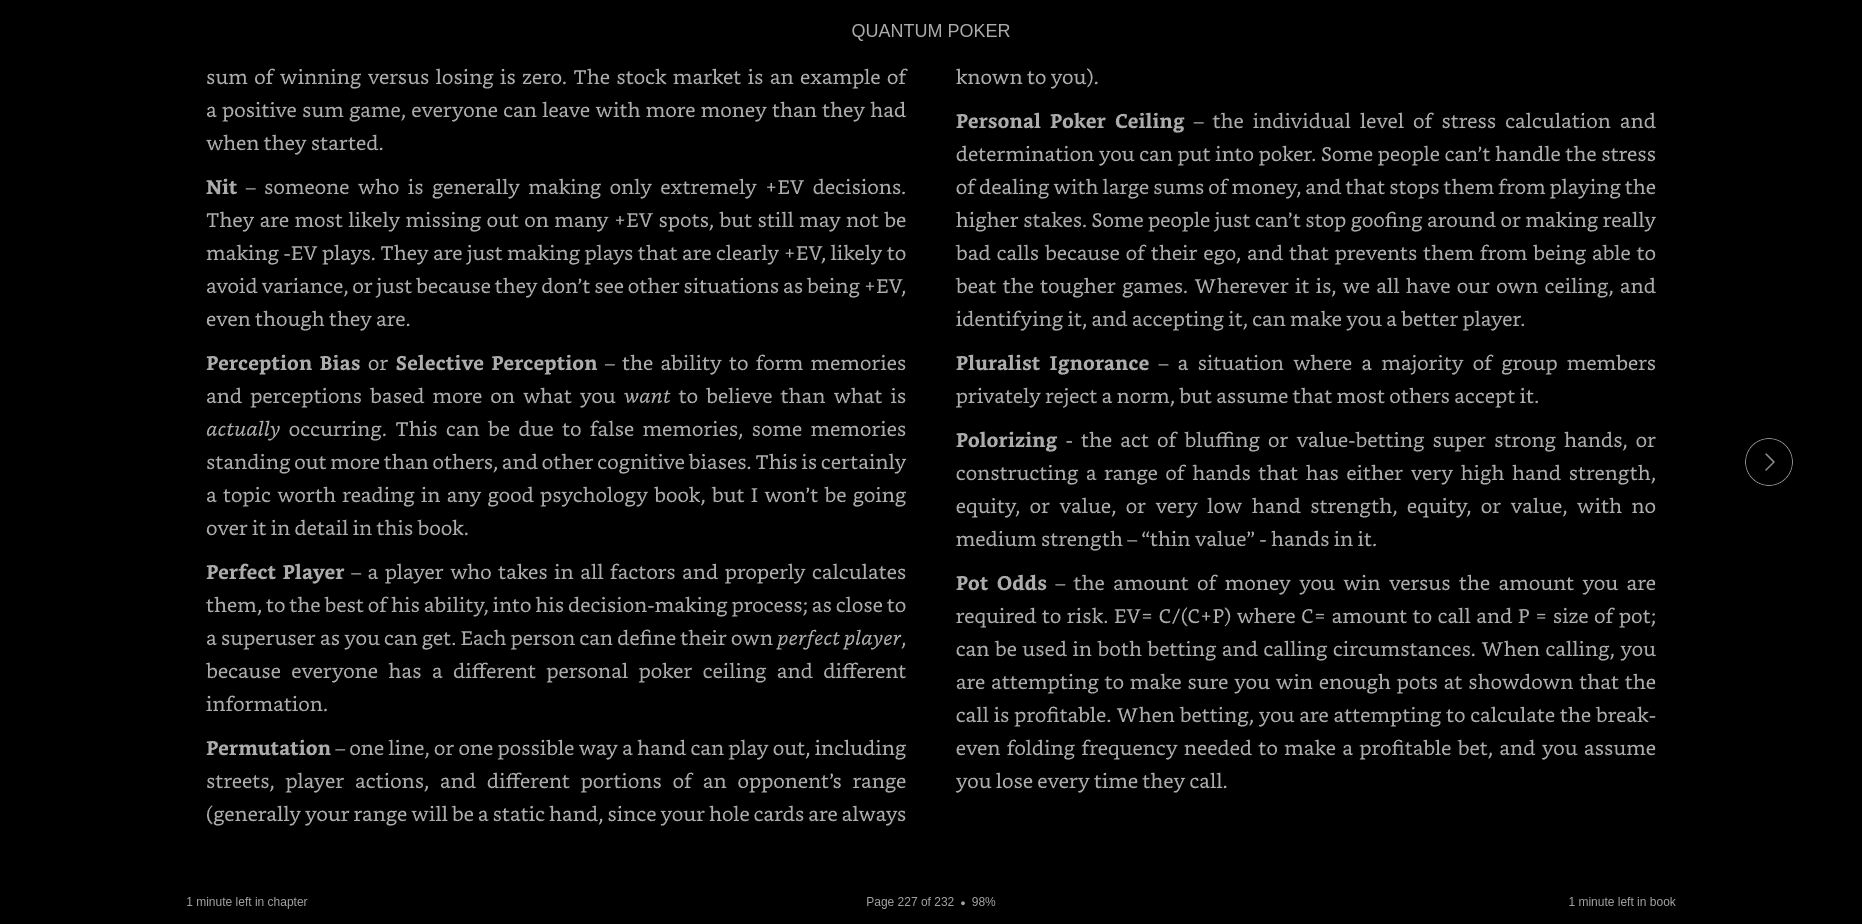 QUANTUM POKER
sum of winning versus losing is zero. The stock market is an example of
a positive sum game, everyone can leave with more money than they had
when they started.
Nit – someone who is generally making only extremely +EV decisions.
They are most likely missing out on many +EV spots, but still may not be
making -EV plays. They are just making plays that are clearly +EV, likely to
avoid variance, or just because they don’t see other situations as being +EV,
even though they are.
Perception Bias or Selective Perception – the ability to form memories
and perceptions based more on what you want to believe than what is
actually occurring. This can be due to false memories, some memories
standing out more than others, and other cognitive biases. This is certainly
a topic worth reading in any good psychology book, but I won’t be going
over it in detail in this book.
Perfect Player – a player who takes in all factors and properly calculates
them, to the best of his ability, into his decision-making process; as close to
a superuser as you can get. Each person can define their own perfect player,
because everyone has a different personal poker ceiling and different
information.
Permutation – one line, or one possible way a hand can play out, including
streets, player actions, and different portions of an opponent’s range
(generally your range will be a static hand, since your hole cards are always
known to you).
Personal Poker Ceiling – the individual level of stress calculation and
determination you can put into poker. Some people can’t handle the stress
of dealing with large sums of money, and that stops them from playing the
higher stakes. Some people just can’t stop goofing around or making really
bad calls because of their ego, and that prevents them from being able to
beat the tougher games. Wherever it is, we all have our own ceiling, and
identifying it, and accepting it, can make you a better player.
Pluralist Ignorance – a situation where a majority of group members
privately reject a norm, but assume that most others accept it.
Polorizing - the act of bluffing or value-betting super strong hands, or
constructing a range of hands that has either very high hand strength,
equity, or value, or very low hand strength, equity, or value, with no
medium strength – “thin value” - hands in it.
Pot Odds – the amount of money you win versus the amount you are
required to risk. EV= C/(C+P) where C= amount to call and P = size of pot;
can be used in both betting and calling circumstances. When calling, you
are attempting to make sure you win enough pots at showdown that the
call is profitable. When betting, you are attempting to calculate the break-
even folding frequency needed to make a profitable bet, and you assume
you lose every time they call.
1 minute left in chapter
Page 227 of 232 • 98%
1 minute left in book